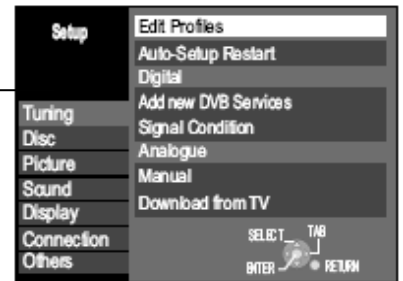 Setup
Tuning
Disc
Picture
Sound
Display
Connection
Others
Edit Profiles
Auto-Setup Restart
Digital
Add new DVB Services
Signal Condition
Analogue
Manual
Download from TV
SELECT TAB
ENTER RETURN